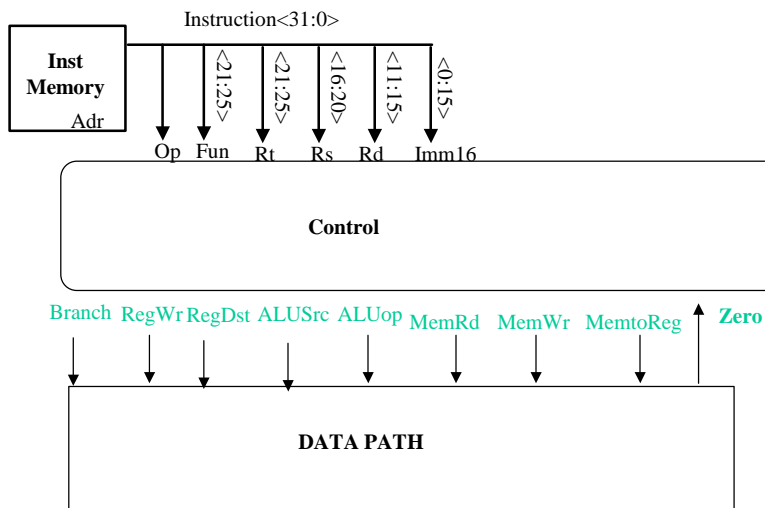 Instruction<31:0>
Inst
Memory
Adr
<21:25>
<21:25>
<16:20>
<11:15>
<0:15>
Op
Fun
Rt
Rs
Rd
Imm16
Control
Branch
RegWr
RegDst
ALUSrc
ALUop
MemRd
MemWr
MemtoReg
Zero
DATA PATH